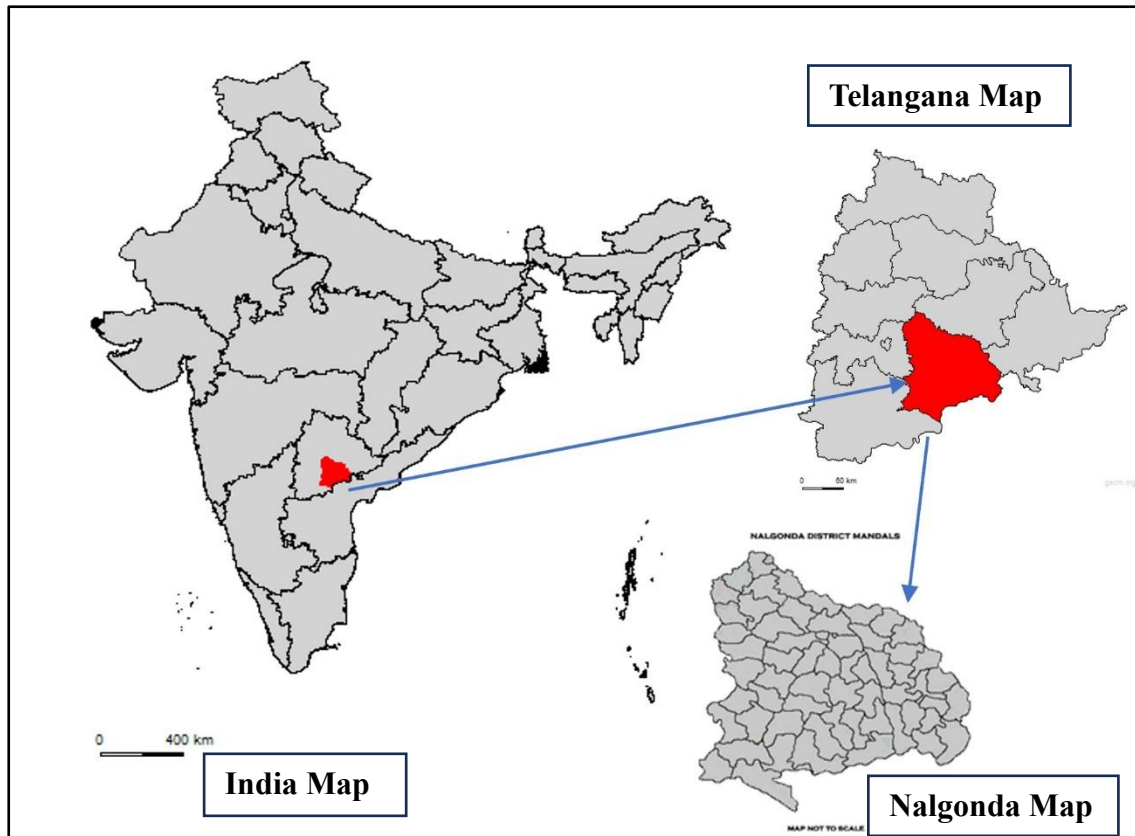 Telangana Map
0 60 km
NALGONDA DISTRICT MANDALS
0 400 km
India Map
Nalgonda Map
MAP NOT TO SCALE